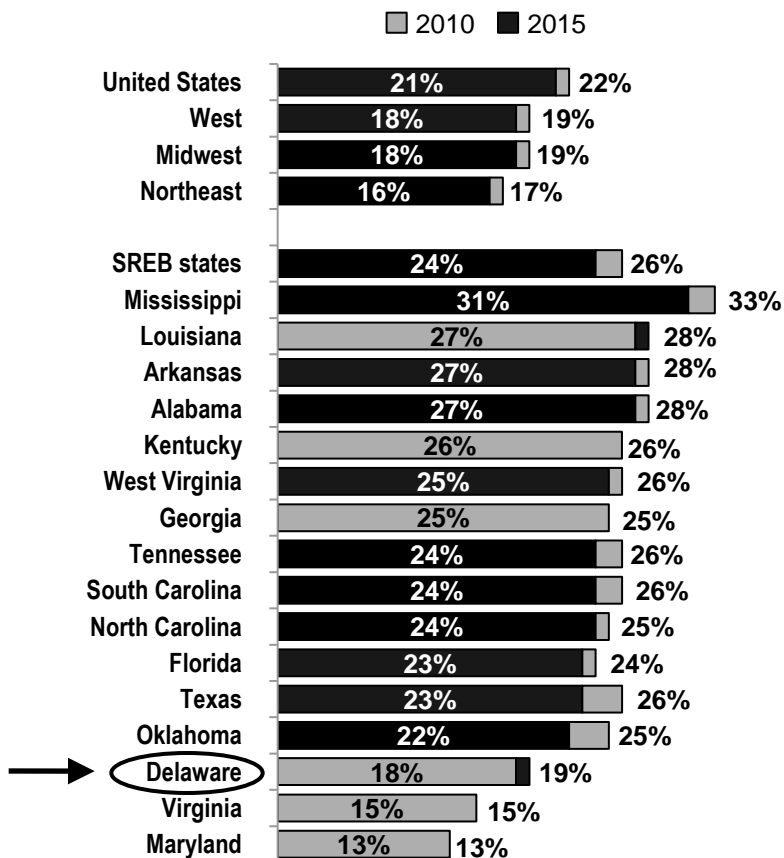 2010 2015
United States 21% 22%
West 18% 19%
Midwest 18% 19%
Northeast 16% 17%
SREB states 24% 26%
Mississippi 31% 33%
Louisiana 27% 28%
Arkansas 27% 28%
Alabama 27% 28%
Kentucky 26% 26%
West Virginia 25% 26%
Georgia 25% 25%
Tennessee 24% 26%
South Carolina 24% 26%
North Carolina 24% 25%
Florida 23% 24%
Texas 23% 26%
Oklahoma 22% 25%
Delaware 18% 19%
Virginia 15% 15%
Maryland 13% 13%